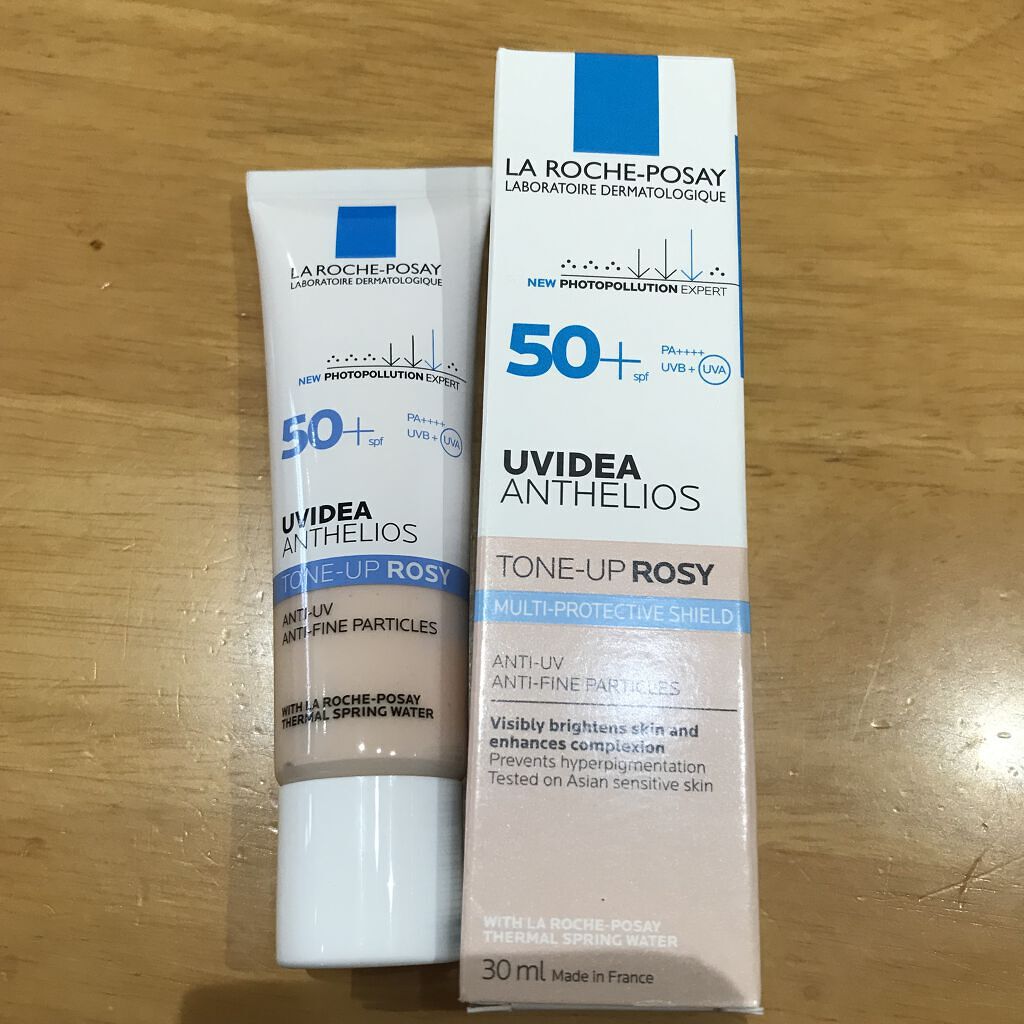 LA ROCHE-POSAY
LABORATOIRE DERMATOLOGIQUE
NEW PHOTOPOLLUTION EXPERT
50+ spf
PA++++
UVB + UVA
UVIDEA
ANTHELIOS
TONE-UP ROSY
ANTI-UV
ANTI-FINE PARTICLES
WITH LA ROCHE-POSAY
THERMAL SPRING WATER
LA ROCHE-POSAY
LABORATOIRE DERMATOLOGIQUE
NEW PHOTOPOLLUTION EXPERT
50+ spf
PA++++
UVB + UVA
UVIDEA
ANTHELIOS
TONE-UP ROSY
MULTI-PROTECTIVE SHIELD
ANTI-UV
ANTI-FINE PARTICLES
Visibly brightens skin and
enhances complexion
Prevents hyperpigmentation
Tested on Asian sensitive skin
WITH LA ROCHE-POSAY
THERMAL SPRING WATER
30 ml Made in France